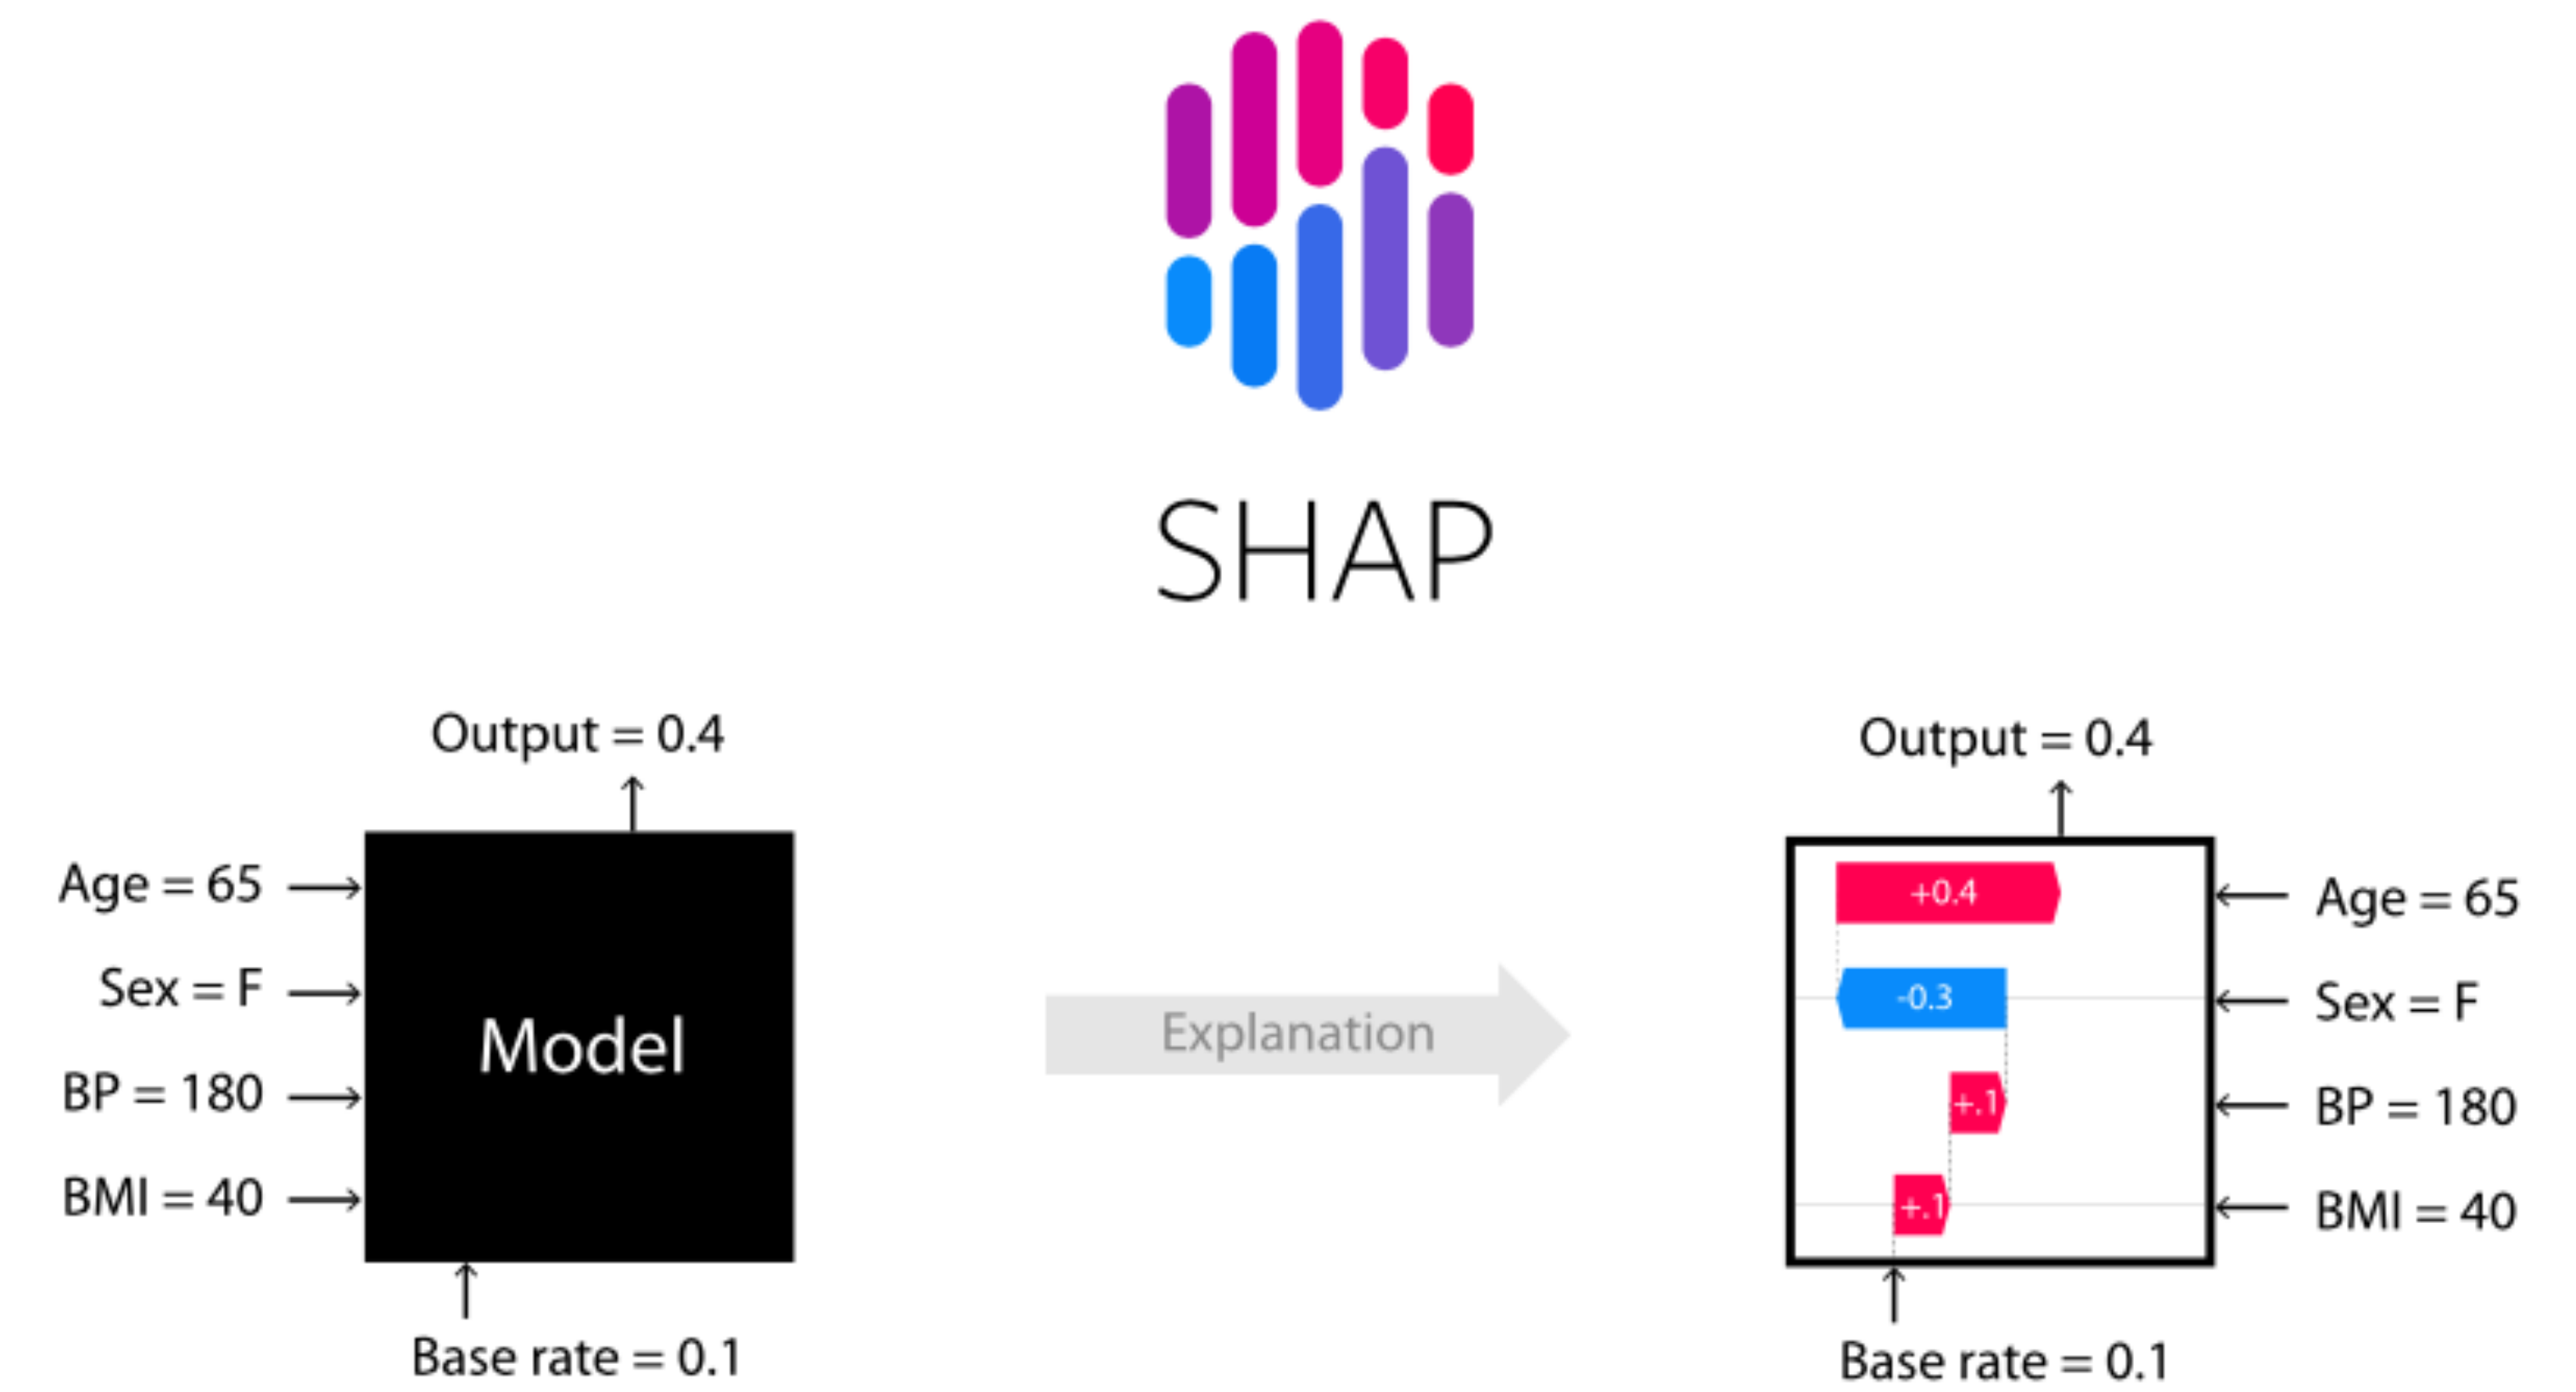 SHAP
Output = 0.4
Age = 65
Sex = F
BP = 180
BMI = 40
Model
Base rate = 0.1
Explanation
Output = 0.4
+0.4
Age = 65
-0.3
Sex = F
+.1
BP = 180
+.1
BMI = 40
Base rate = 0.1